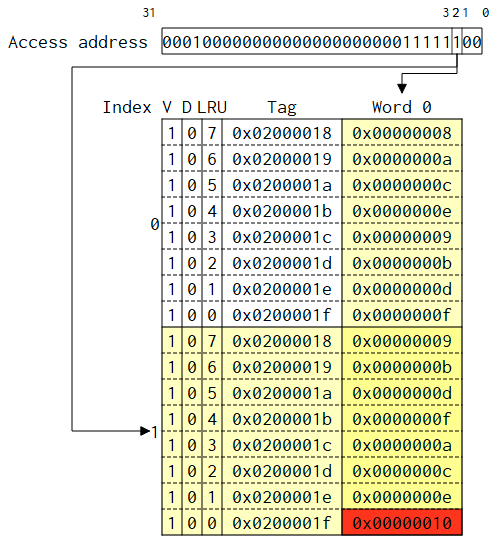 31 3 2 1 0
Access address 00010000000000000000000011111100
Index V D LRU Tag Word 0
1 0 7 0x02000018 0x00000008
1 0 6 0x02000019 0x0000000a
1 0 5 0x0200001a 0x0000000c
1 0 4 0x0200001b 0x0000000e
0
1 0 3 0x0200001c 0x00000009
1 0 2 0x0200001d 0x0000000b
1 0 1 0x0200001e 0x0000000d
1 0 0 0x0200001f 0x0000000f
1 0 7 0x02000018 0x00000009
1 0 6 0x02000019 0x0000000b
1 0 5 0x0200001a 0x0000000d
1 0 4 0x0200001b 0x0000000f
1
1 0 3 0x0200001c 0x0000000a
1 0 2 0x0200001d 0x0000000c
1 0 1 0x0200001e 0x0000000e
1 0 0 0x0200001f 0x00000010